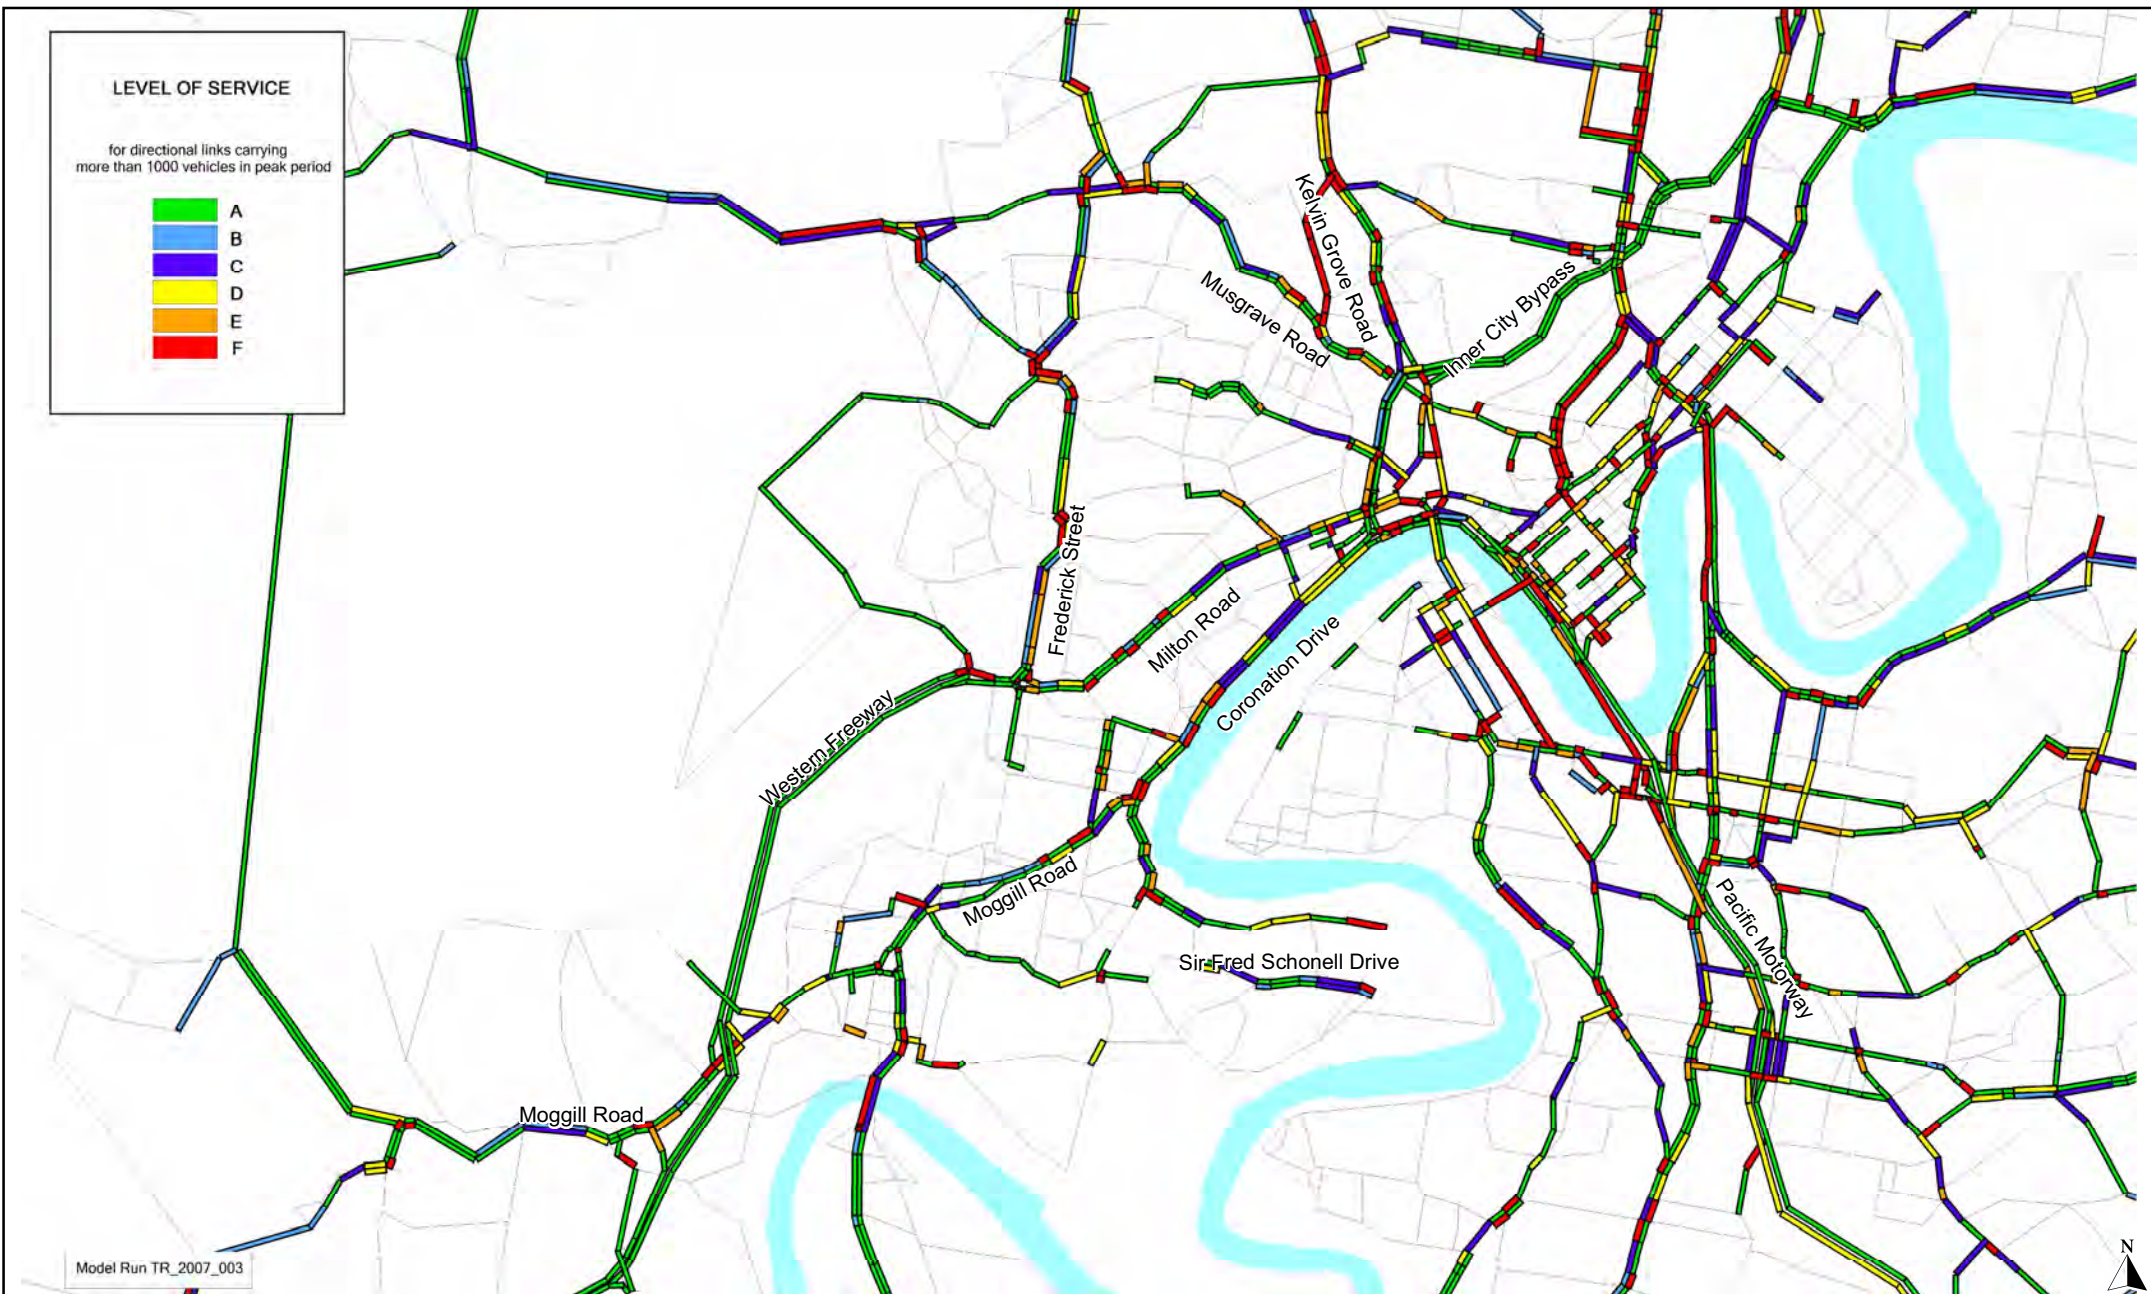 LEVEL OF SERVICE
for directional links carrying
more than 1000 vehicles in peak period
A
B
C
D
E
F
Kelvin Grove Road
Musgrave Road
Inner City Bypass
Frederick Street
Milton Road
Coronation Drive
Western Freeway
Moggill Road
Pacific Motorway
Sir Fred Schonell Drive
Moggill Road
Model Run TR_2007_003
N